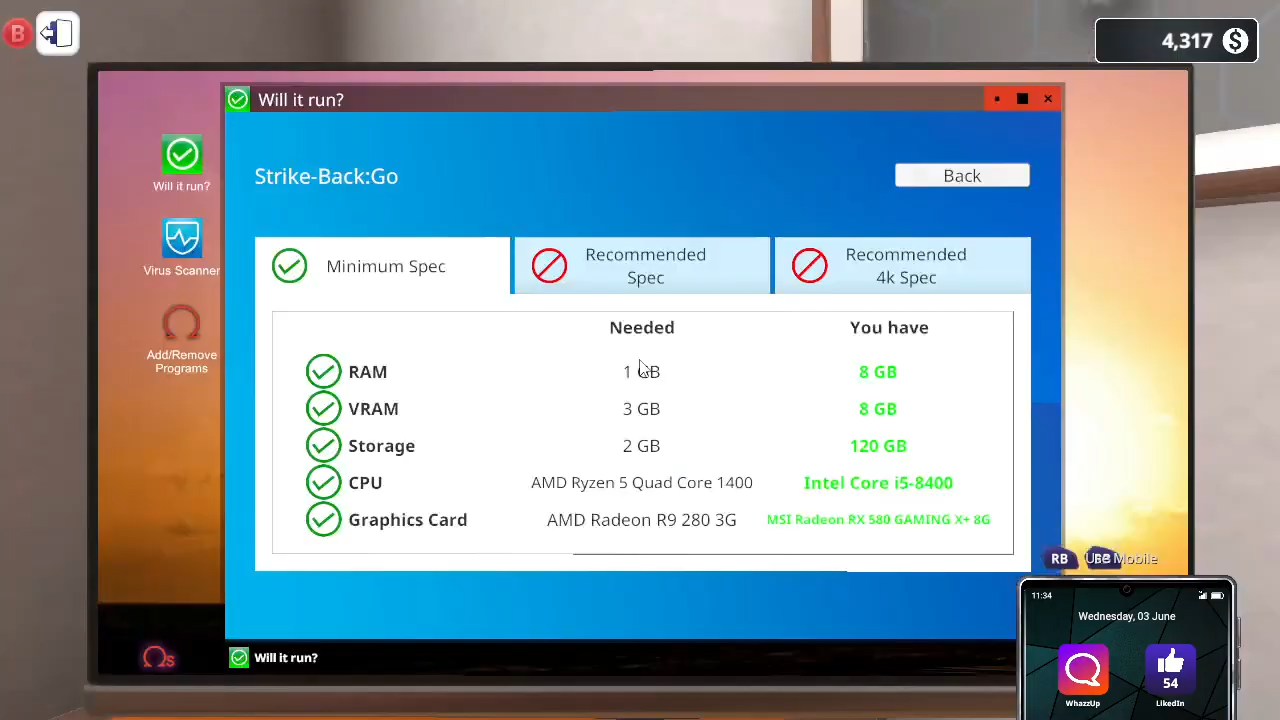 B
4,317 $
Will it run?
Will it run?
Virus Scanner
Add/Remove
Programs
Strike-Back:Go
Back
Minimum Spec
Recommended
Spec
Recommended
4k Spec
Needed
You have
RAM
1 GB
8 GB
VRAM
3 GB
8 GB
Storage
2 GB
120 GB
CPU
AMD Ryzen 5 Quad Core 1400
Intel Core i5-8400
Graphics Card
AMD Radeon R9 280 3G
MSI Radeon RX 580 GAMING X+ 8G
RB
Mobile
11:34
Wednesday, 03 June
54
WhazzUp
LikedIn
Ωs
Will it run?